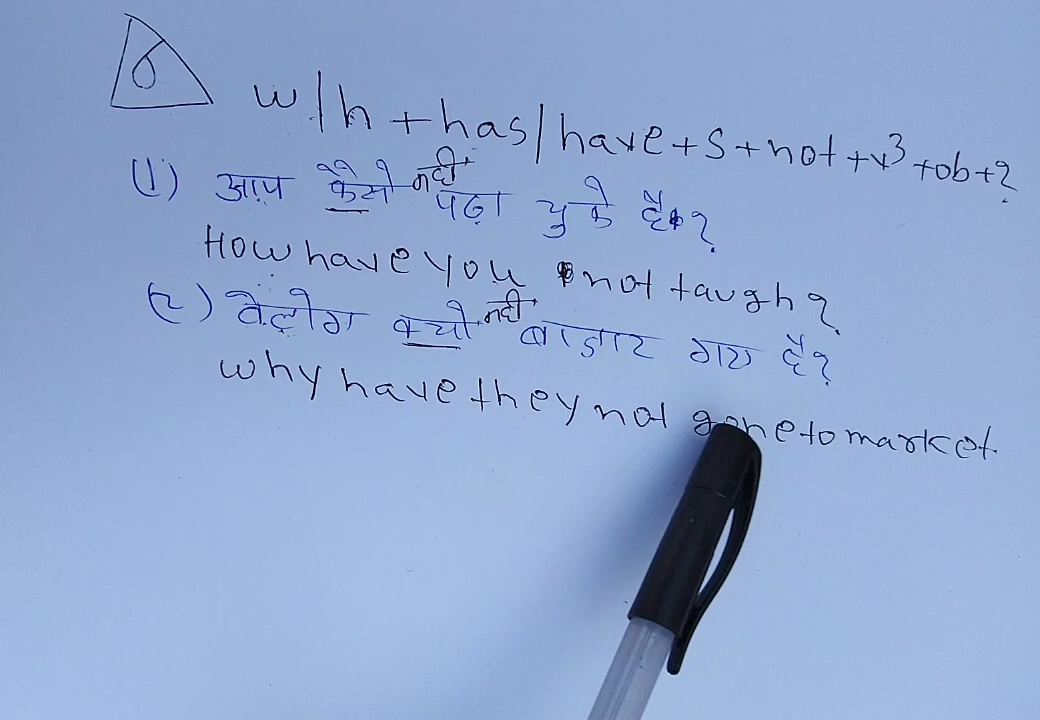 6
w/h + has/have + S + not + v³ + ob + ?
(1) आप कैसे नहीं पढ़ा चुके हैं?
How have you not taugh?
(2) वे लोग क्यों नहीं बाजार गए हैं?
why have they not gone to market.